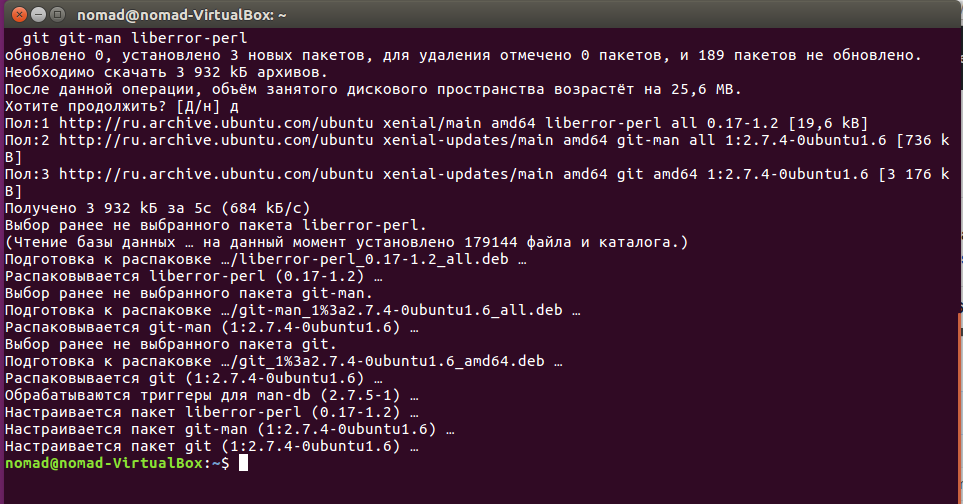 nomad@nomad-VirtualBox: ~
git git-man liberror-perl
обновлено 0, установлено 3 новых пакетов, для удаления отмечено 0 пакетов, и 189 пакетов не обновлено.
Необходимо скачать 3 932 kБ архивов.
После данной операции, объём занятого дискового пространства возрастёт на 25,6 MB.
Хотите продолжить? [Д/н] д
Пол:1 http://ru.archive.ubuntu.com/ubuntu xenial/main amd64 liberror-perl all 0.17-1.2 [19,6 kB]
Пол:2 http://ru.archive.ubuntu.com/ubuntu xenial-updates/main amd64 git-man all 1:2.7.4-0ubuntu1.6 [736 k
B]
Пол:3 http://ru.archive.ubuntu.com/ubuntu xenial-updates/main amd64 git amd64 1:2.7.4-0ubuntu1.6 [3 176 k
B]
Получено 3 932 kБ за 5с (684 kБ/c)
Выбор ранее не выбранного пакета liberror-perl.
(Чтение базы данных … на данный момент установлено 179144 файла и каталога.)
Подготовка к распаковке …/liberror-perl_0.17-1.2_all.deb …
Распаковывается liberror-perl (0.17-1.2) …
Выбор ранее не выбранного пакета git-man.
Подготовка к распаковке …/git-man_1%3a2.7.4-0ubuntu1.6_all.deb …
Распаковывается git-man (1:2.7.4-0ubuntu1.6) …
Выбор ранее не выбранного пакета git.
Подготовка к распаковке …/git_1%3a2.7.4-0ubuntu1.6_amd64.deb …
Распаковывается git (1:2.7.4-0ubuntu1.6) …
Обрабатываются триггеры для man-db (2.7.5-1) …
Настраивается пакет liberror-perl (0.17-1.2) …
Настраивается пакет git-man (1:2.7.4-0ubuntu1.6) …
Настраивается пакет git (1:2.7.4-0ubuntu1.6) …
nomad@nomad-VirtualBox:~$